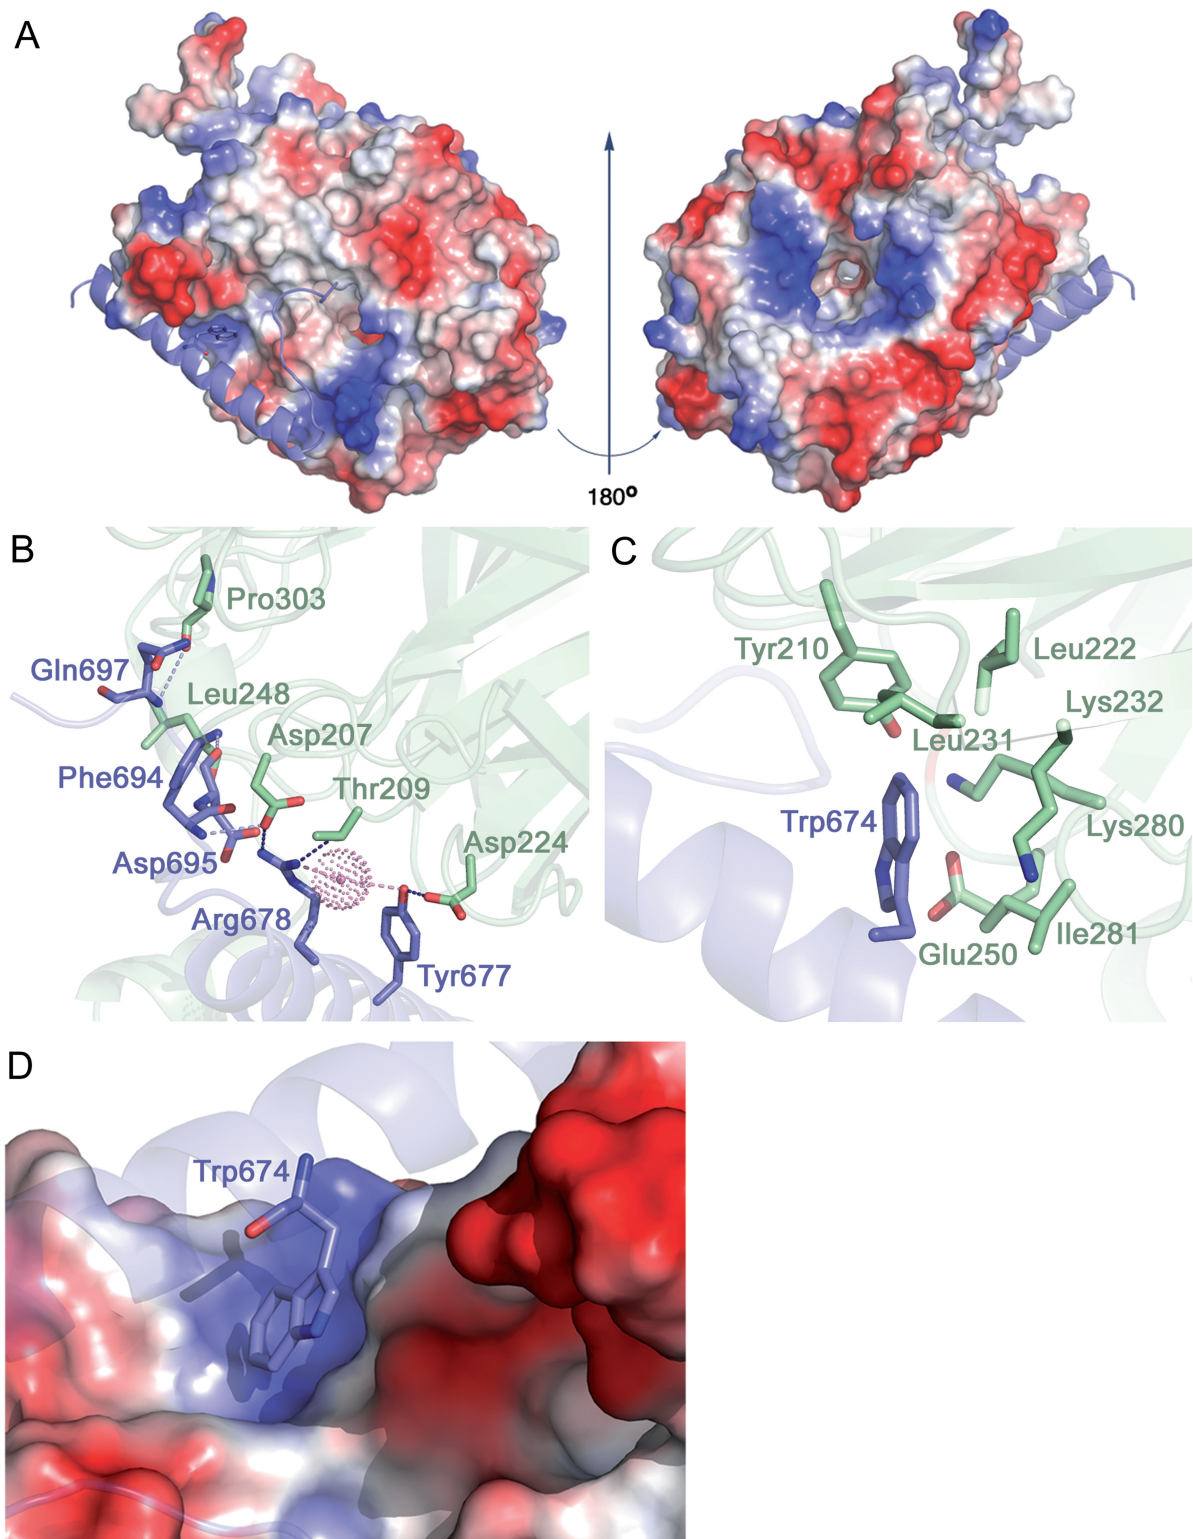 A
180º
B
Pro303
Gln697
Leu248
Asp207
Phe694
Thr209
Asp224
Asp695
Arg678
Tyr677
C
Tyr210
Leu222
Lys232
Leu231
Trp674
Lys280
Glu250
Ile281
D
Trp674